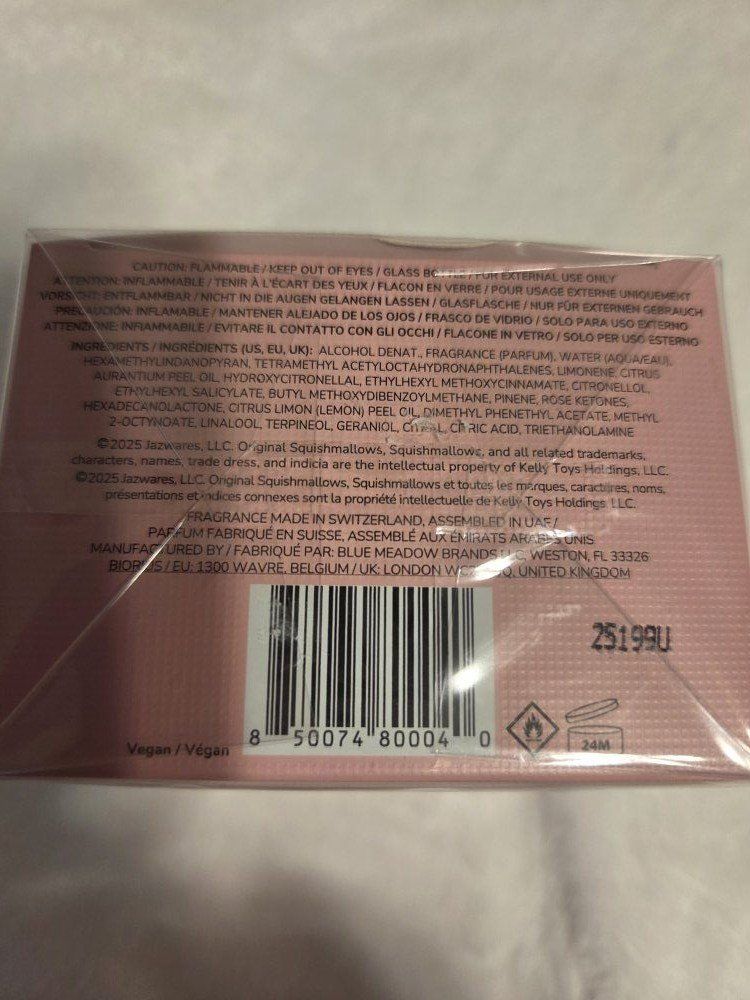 CAUTION: FLAMMABLE / KEEP OUT OF EYES / GLASS BOTTLE / FOR EXTERNAL USE ONLY
ATTENTION: INFLAMMABLE / TENIR À L'ÉCART DES YEUX / FLACON EN VERRE / POUR USAGE EXTERNE UNIQUEMENT
VORSICHT: ENTFLAMMBAR / NICHT IN DIE AUGEN GELANGEN LASSEN / GLASFLASCHE / NUR FÜR EXTERNEN GEBRAUCH
PRECAUCIÓN: INFLAMABLE / MANTENER ALEJADO DE LOS OJOS / FRASCO DE VIDRIO / SOLO PARA USO EXTERNO
ATTENZIONE: INFIAMMABILE / EVITARE IL CONTATTO CON GLI OCCHI / FLACONE IN VETRO / SOLO PER USO ESTERNO
INGREDIENTS / INGRÉDIENTS (US, EU, UK): ALCOHOL DENAT., FRAGRANCE (PARFUM), WATER (AQUA/EAU),
HEXAMETHYLINDANOPYRAN, TETRAMETHYL ACETYLOCTAHYDRONAPHTHALENES, LIMONENE, CITRUS
AURANTIUM PEEL OIL, HYDROXYCITRONELLAL, ETHYLHEXYL METHOXYCINNAMATE, CITRONELLOL,
ETHYLHEXYL SALICYLATE, BUTYL METHOXYDIBENZOYLMETHANE, PINENE, ROSE KETONES,
HEXADECANOLACTONE, CITRUS LIMON (LEMON) PEEL OIL, DIMETHYL PHENETHYL ACETATE, METHYL
2-OCTYNOATE, LINALOOL, TERPINEOL, GERANIOL, CITRAL, CITRIC ACID, TRIETHANOLAMINE
©2025 Jazwares, LLC. Original Squishmallows, Squishmallows, and all related trademarks,
characters, names, trade dress, and indicia are the intellectual property of Kelly Toys Holdings, LLC.
©2025 Jazwares, LLC. Original Squishmallows, Squishmallows et toutes les marques, caractères, noms,
présentations et indices connexes sont la propriété intellectuelle de Kelly Toys Holdings, LLC.
FRAGRANCE MADE IN SWITZERLAND, ASSEMBLED IN UAE /
PARFUM FABRIQUÉ EN SUISSE, ASSEMBLÉ AUX ÉMIRATS ARABES UNIS
MANUFACTURED BY / FABRIQUÉ PAR: BLUE MEADOW BRANDS LLC, WESTON, FL 33326
/ EU: 1300 WAVRE, BELGIUM / UK: LONDON UNITED KINGDOM
25199U
Vegan / Végan
8 50074 80004 0
24M